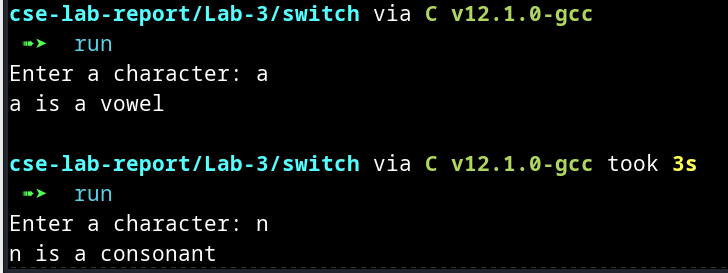 cse-lab-report/Lab-3/switch via C v12.1.0-gcc
➠➤ run
Enter a character: a
a is a vowel
cse-lab-report/Lab-3/switch via C v12.1.0-gcc took 3s
➠➤ run
Enter a character: n
n is a consonant